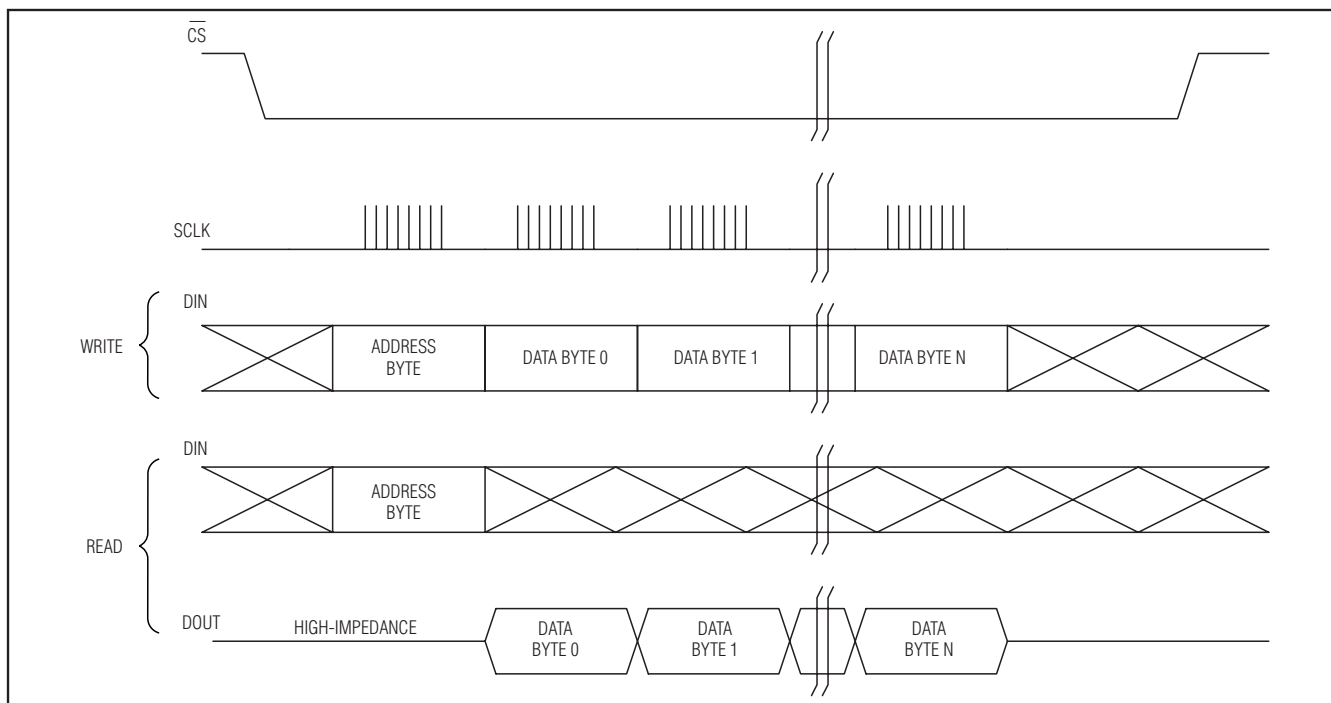 CS
SCLK
DIN
WRITE
ADDRESS
BYTE
DATA BYTE 0
DATA BYTE 1
DATA BYTE N
DIN
ADDRESS
BYTE
READ
DOUT
HIGH-IMPEDANCE
DATA
BYTE 0
DATA
BYTE 1
DATA
BYTE N